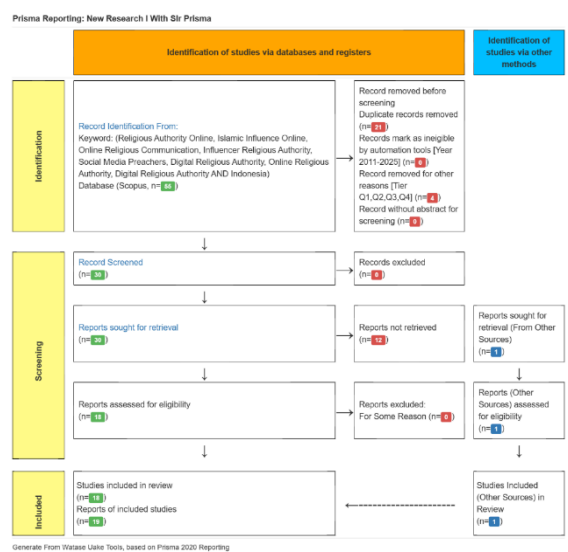 Prisma Reporting: New Research I With Slr Prisma
Identification of studies via databases and registers
Identification of studies via other methods
Identification
Record Identification From:
Keyword: (Religious Authority Online, Islamic Influence Online,
Online Religious Communication, Influencer Religious Authority,
Social Media Preachers, Digital Religious Authority, Online Religious
Authority, Digital Religious Authority AND Indonesia)
Database (Scopus, n=55)
Record removed before
screening
Duplicate records removed
(n=21)
Records mark as ineigible
by automation tools [Year
2011-2025] (n=0)
Record removed for other
reasons [Tier
Q1,Q2,Q3,Q4] (n=4)
Record without abstract for
screening (n=0)
Screening
Record Screened
(n=30)
Records excluded
(n=0)
Reports sought for retrieval
(n=30)
Reports not retrieved
(n=12)
Reports sought for
retrieval (From Other
Sources)
(n=1)
Reports assessed for eligibility
(n=18)
Reports excluded:
For Some Reason (n=0)
Reports (Other
Sources) assessed
for eligibility
(n=1)
Included
Studies included in review
(n=18)
Reports of included studies
(n=19)
Studies Included
(Other Sources) in
Review
(n=1)
Generate From Watase Uake Tools, based on Prisma 2020 Reporting